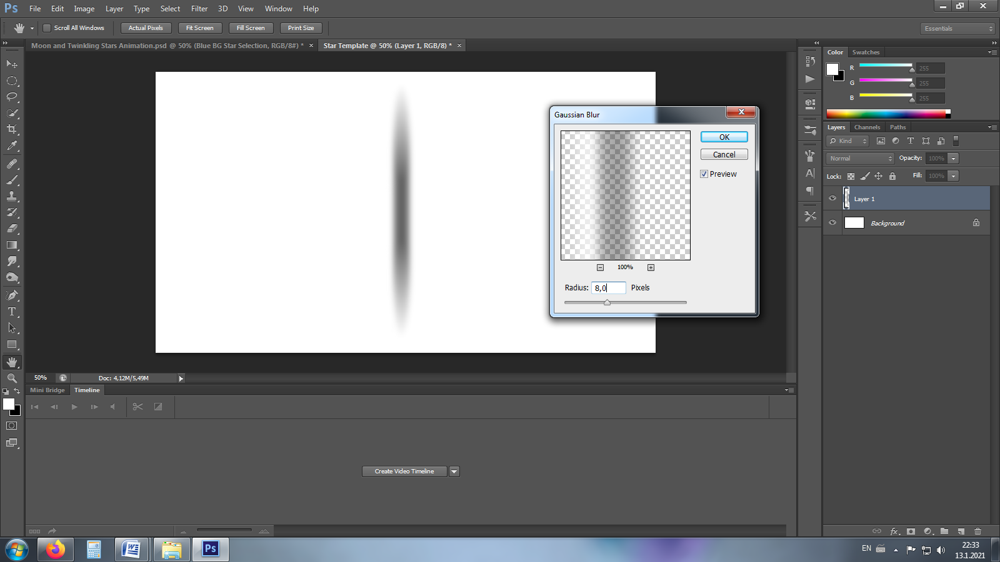 Ps File Edit Image Layer Type Select Filter 3D View Window Help
Scroll All Windows Actual Pixels Fit Screen Fill Screen Print Size Essentials
Moon and Twinkling Stars Animation.psd @ 50% (Blue BG Star Selection, RGB/8#) * × Star Template @ 50% (Layer 1, RGB/8) * ×
Color Swatches
R 255
G 255
B 255
Gaussian Blur
OK
Cancel
Preview
100%
Radius: 8,0 Pixels
Layers Channels Paths
Kind
Normal Opacity: 100%
Lock: Fill: 100%
Layer 1
Background
50% Doc: 4,12M/5,49M
Mini Bridge Timeline
Create Video Timeline
EN 22:33
13.1.2021